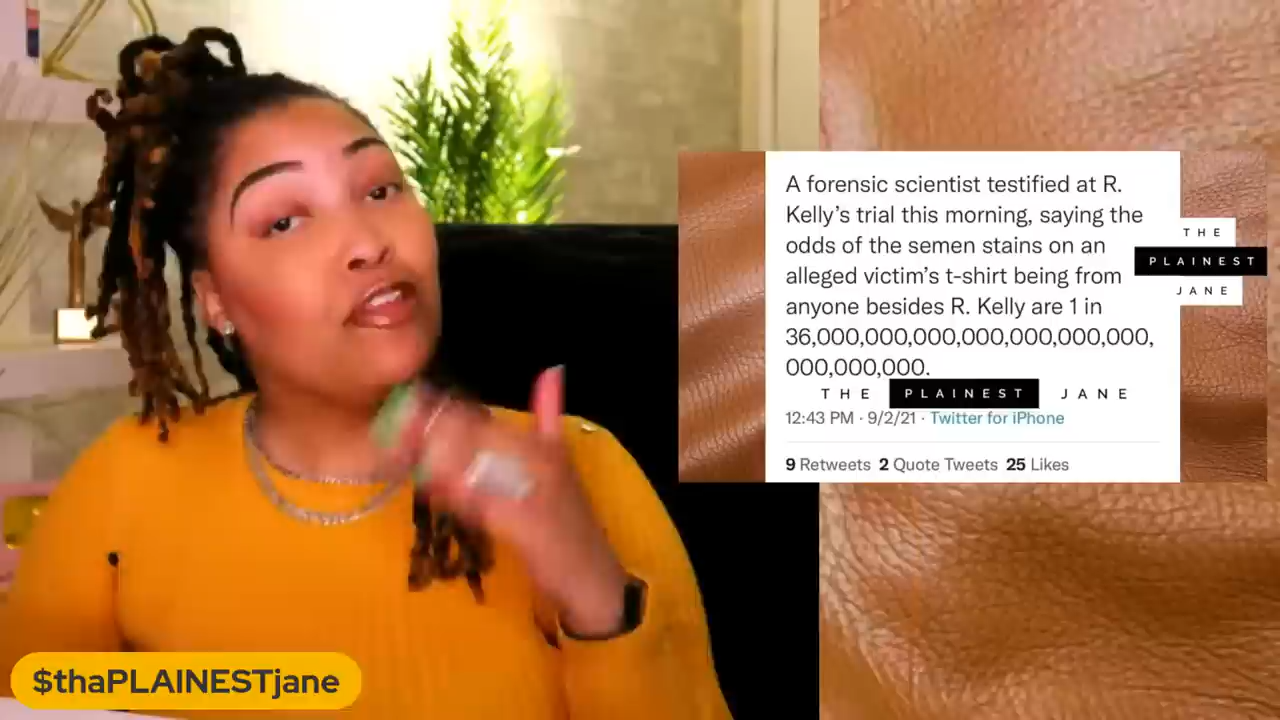 A forensic scientist testified at R.
Kelly’s trial this morning, saying the
odds of the semen stains on an
alleged victim’s t-shirt being from
anyone besides R. Kelly are 1 in
36,000,000,000,000,000,000,000,
000,000,000.
THE PLAINEST JANE
12:43 PM · 9/2/21 · Twitter for iPhone
9 Retweets 2 Quote Tweets 25 Likes
THE
PLAINEST
JANE
$thaPLAINESTjane